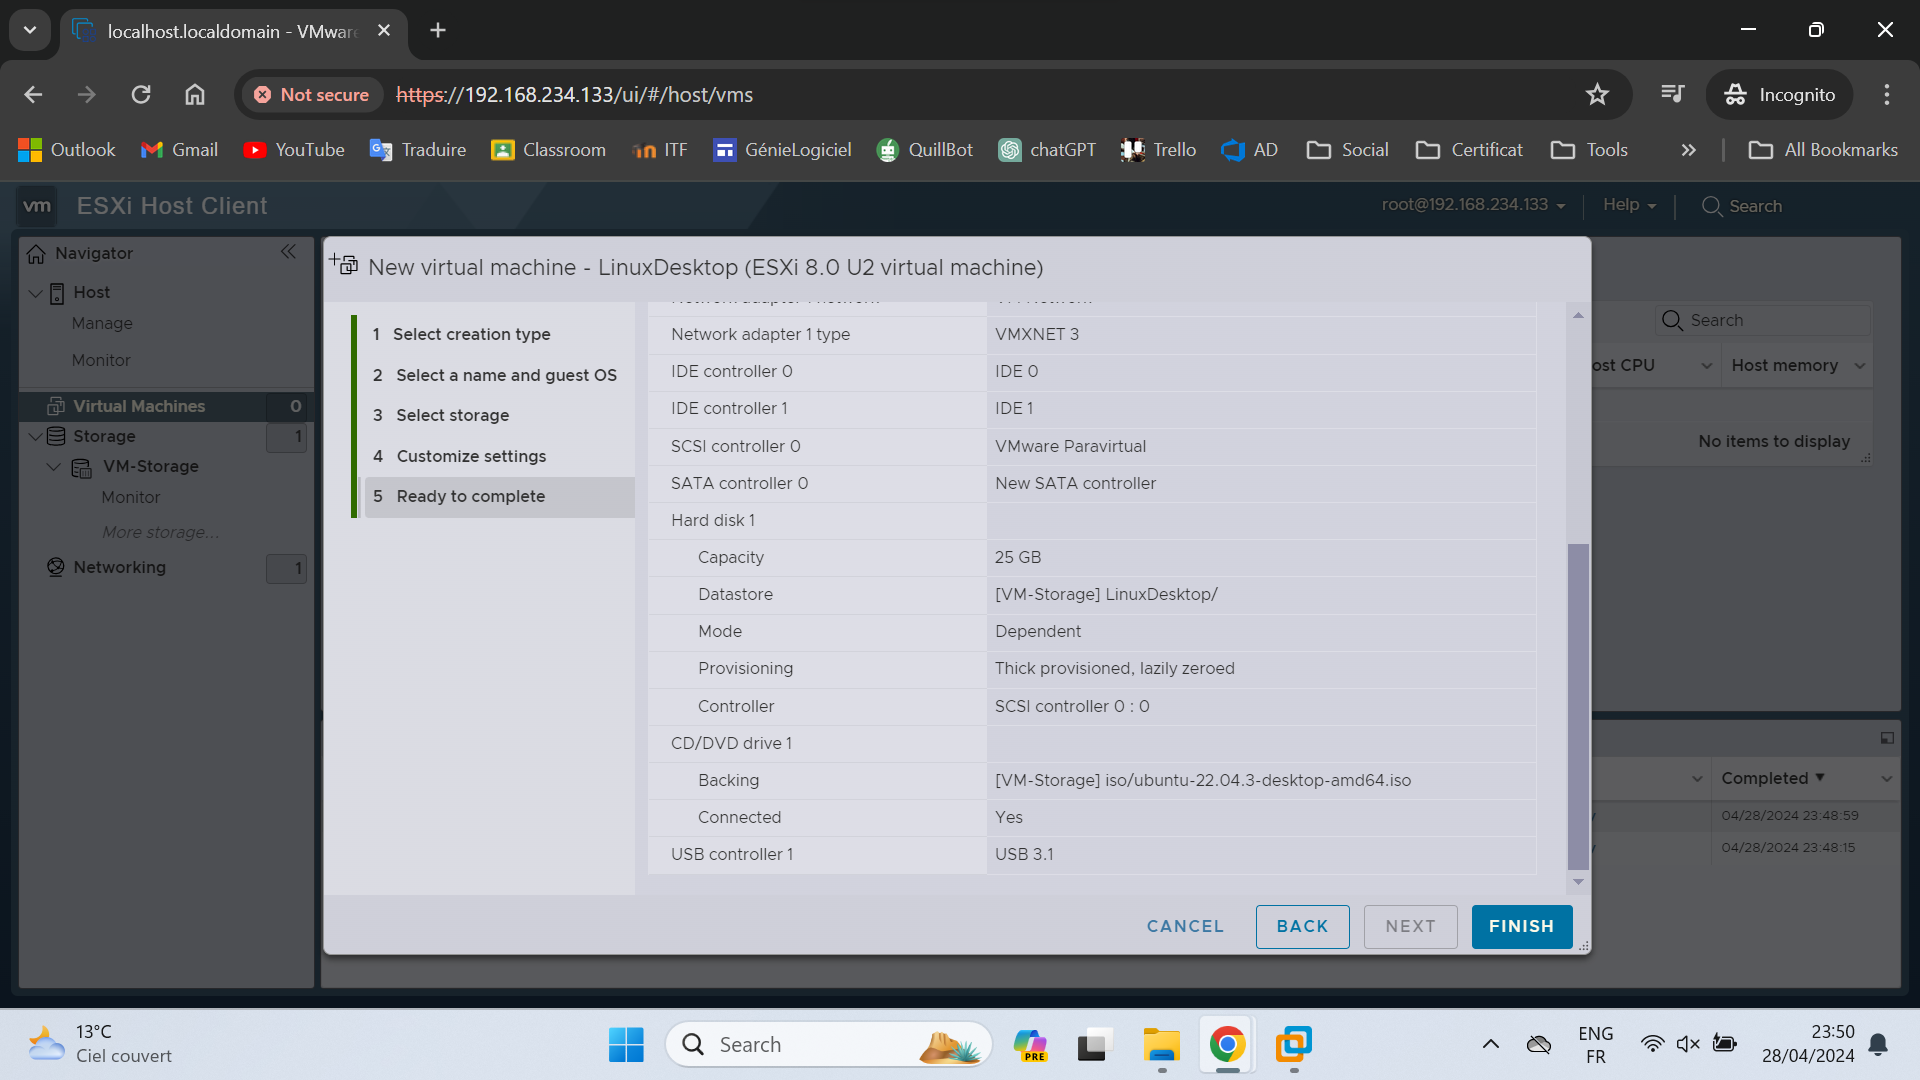 localhost.localdomain - VMware
Not secure
https://192.168.234.133/ui/#/host/vms
Incognito
Outlook
Gmail
YouTube
Traduire
Classroom
ITF
GénieLogiciel
QuillBot
chatGPT
Trello
AD
Social
Certificat
Tools
All Bookmarks
vm
ESXi Host Client
root@192.168.234.133
Help
Search
Navigator
Host
Manage
Monitor
Virtual Machines 0
Storage 1
VM-Storage
Monitor
More storage...
Networking 1
New virtual machine - LinuxDesktop (ESXi 8.0 U2 virtual machine)
1 Select creation type
2 Select a name and guest OS
3 Select storage
4 Customize settings
5 Ready to complete
Network adapter 1 type VMXNET 3
IDE controller 0 IDE 0
IDE controller 1 IDE 1
SCSI controller 0 VMware Paravirtual
SATA controller 0 New SATA controller
Hard disk 1
Capacity 25 GB
Datastore [VM-Storage] LinuxDesktop/
Mode Dependent
Provisioning Thick provisioned, lazily zeroed
Controller SCSI controller 0 : 0
CD/DVD drive 1
Backing [VM-Storage] iso/ubuntu-22.04.3-desktop-amd64.iso
Connected Yes
USB controller 1 USB 3.1
CANCEL
BACK
NEXT
FINISH
Search
ost CPU
Host memory
No items to display
Completed
04/28/2024 23:48:59
04/28/2024 23:48:15
13°C
Ciel couvert
Search
PRE
ENG
FR
23:50
28/04/2024